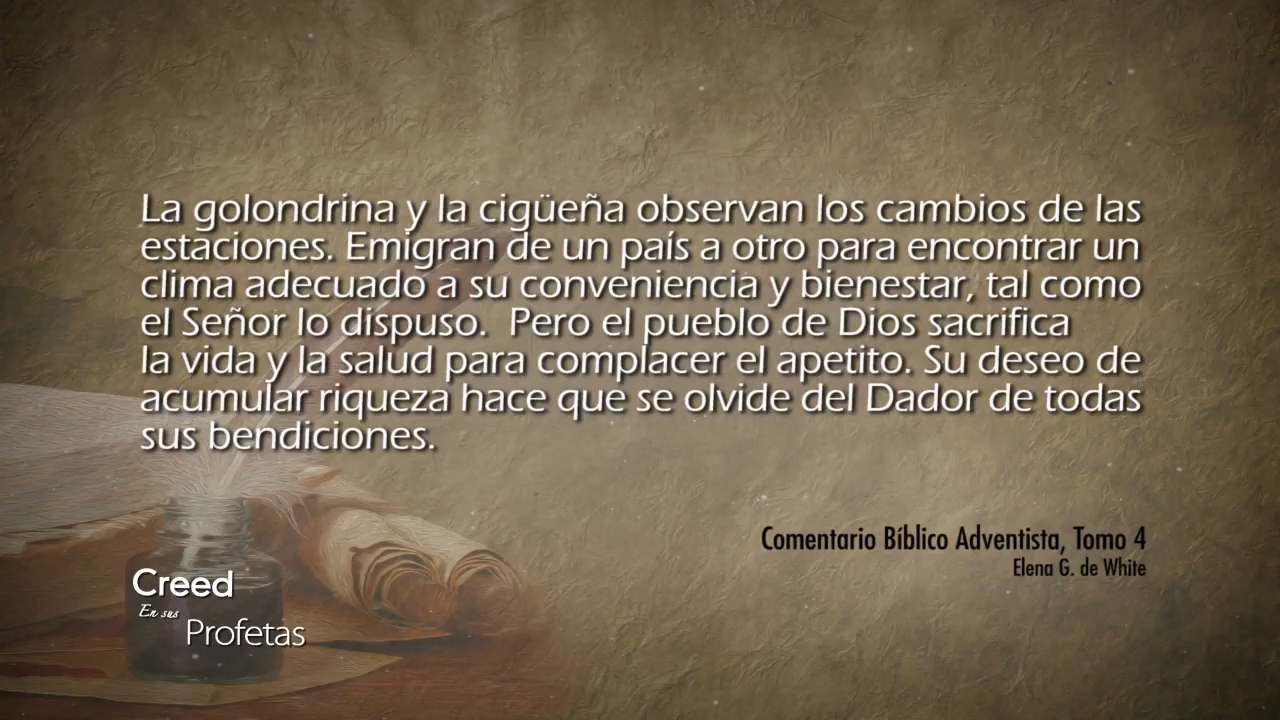 La golondrina y la cigüeña observan los cambios de las
estaciones. Emigran de un país a otro para encontrar un
clima adecuado a su conveniencia y bienestar, tal como
el Señor lo dispuso.  Pero el pueblo de Dios sacrifica
la vida y la salud para complacer el apetito. Su deseo de
acumular riqueza hace que se olvide del Dador de todas
sus bendiciones.
Comentario Bíblico Adventista, Tomo 4
Elena G. de White
Creed
En sus
Profetas